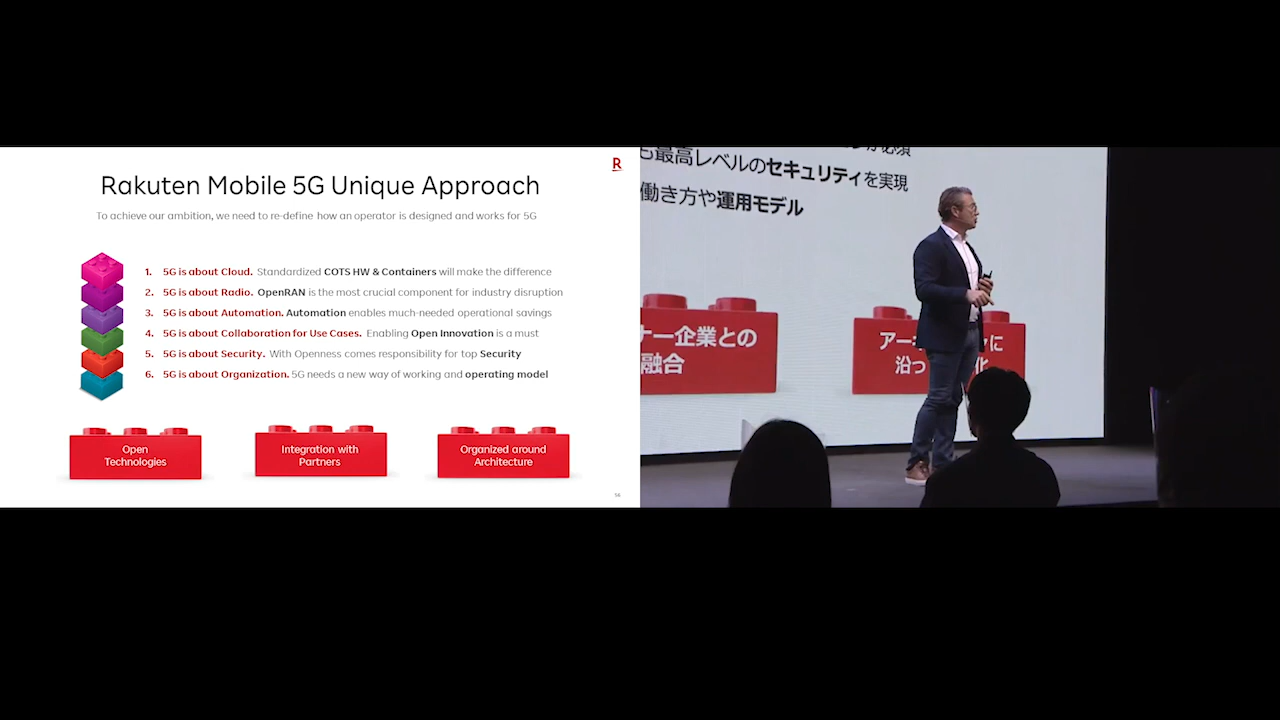 R
Rakuten Mobile 5G Unique Approach
To achieve our ambition, we need to re-define how an operator is designed and works for 5G
1. 5G is about Cloud. Standardized COTS HW & Containers will make the difference
2. 5G is about Radio. OpenRAN is the most crucial component for industry disruption
3. 5G is about Automation. Automation enables much-needed operational savings
4. 5G is about Collaboration for Use Cases. Enabling Open Innovation is a must
5. 5G is about Security. With Openness comes responsibility for top Security
6. 5G is about Organization. 5G needs a new way of working and operating model
Open
Technologies
Integration with
Partners
Organized around
Architecture
が必須
も最高レベルのセキュリティを実現
働き方や運用モデル
ナー企業との
融合
アー
に
沿っ
化